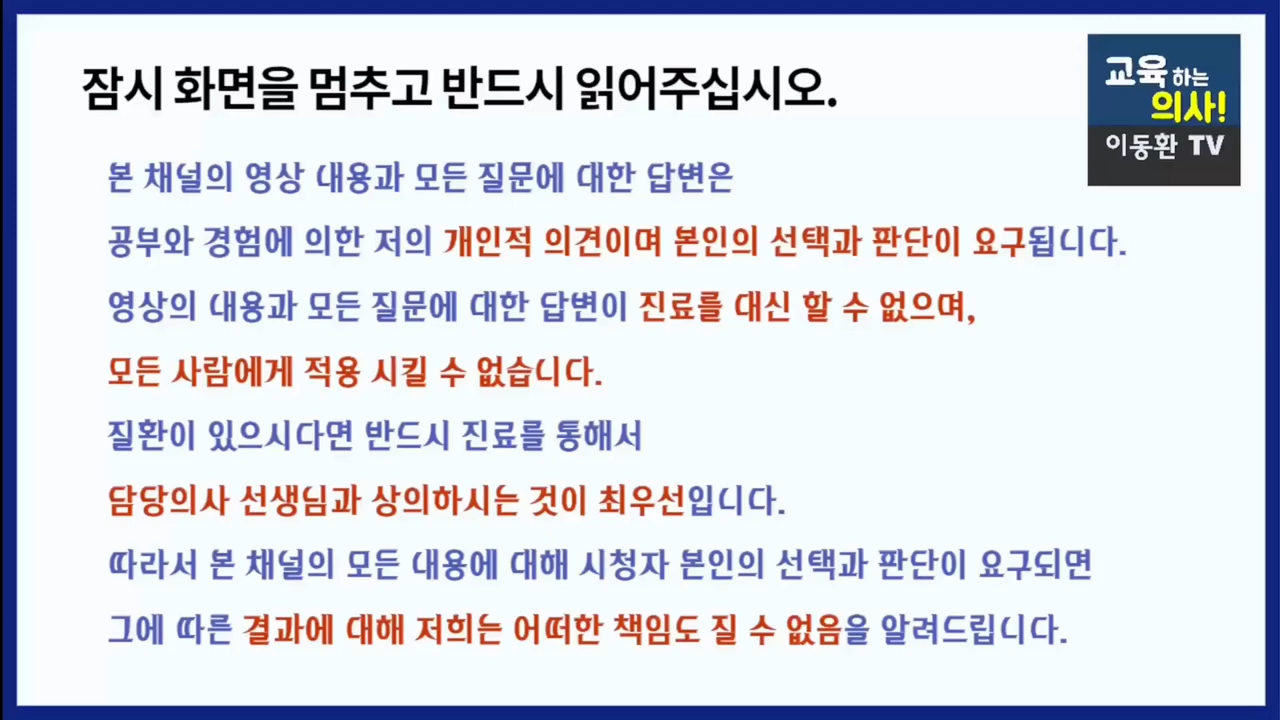 잠시 화면을 멈추고 반드시 읽어주십시오.
교육하는
의사!
이동환 TV
본 채널의 영상 내용과 모든 질문에 대한 답변은
공부와 경험에 의한 저의 개인적 의견이며 본인의 선택과 판단이 요구됩니다.
영상의 내용과 모든 질문에 대한 답변이 진료를 대신 할 수 없으며,
모든 사람에게 적용 시킬 수 없습니다.
질환이 있으시다면 반드시 진료를 통해서
담당의사 선생님과 상의하시는 것이 최우선입니다.
따라서 본 채널의 모든 내용에 대해 시청자 본인의 선택과 판단이 요구되면
그에 따른 결과에 대해 저희는 어떠한 책임도 질 수 없음을 알려드립니다.